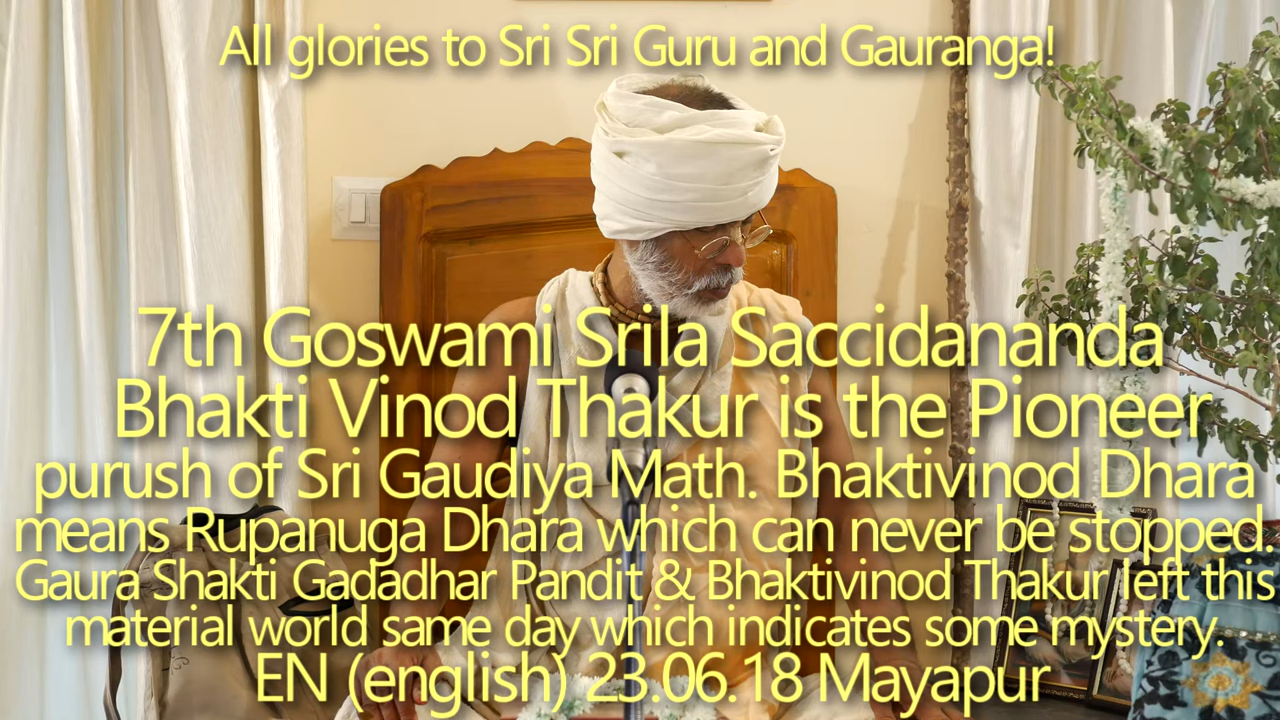 All glories to Sri Sri Guru and Gauranga!
7th Goswami Srila Saccidananda
Bhakti Vinod Thakur is the Pioneer
purush of Sri Gaudiya Math. Bhaktivinod Dhara
means Rupanuga Dhara which can never be stopped.
Gaura Shakti Gadadhar Pandit & Bhaktivinod Thakur left this
material world same day which indicates some mystery.
EN (english) 23.06.18 Mayapur